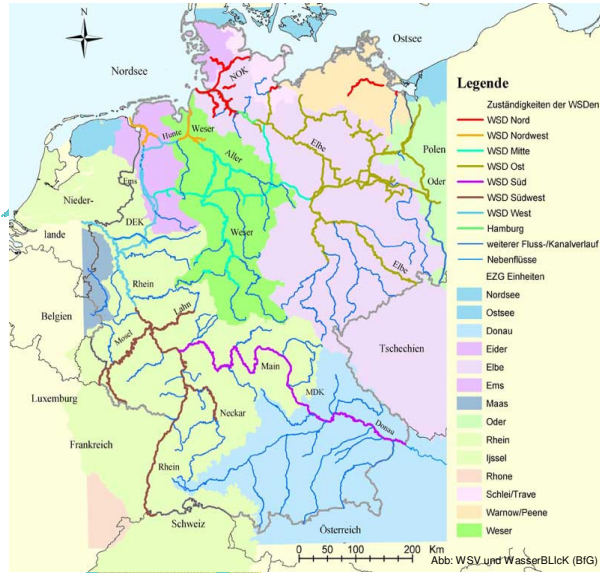 N
Ostsee
Nordsee
NOK
Elbe
Hunte
Weser
Aller
Polen
Oder
Ems
Nieder-
lande
DEK
Weser
Elbe
Rhein
Belgien
Lahn
Mosel
Tschechien
Main
MDK
Luxemburg
Neckar
Donau
Frankreich
Rhein
Schweiz
Österreich
0 50 100 200 Km
Legende
Zuständigkeiten der WSDen
WSD Nord
WSD Nordwest
WSD Mitte
WSD Ost
WSD Süd
WSD Südwest
WSD West
Hamburg
weiterer Fluss-/Kanalverlauf
Nebenflüsse
EZG Einheiten
Nordsee
Ostsee
Donau
Eider
Elbe
Ems
Maas
Oder
Rhein
Ijssel
Rhone
Schlei/Trave
Warnow/Peene
Weser
Abb: WSV und WasserBLIcK (BfG)